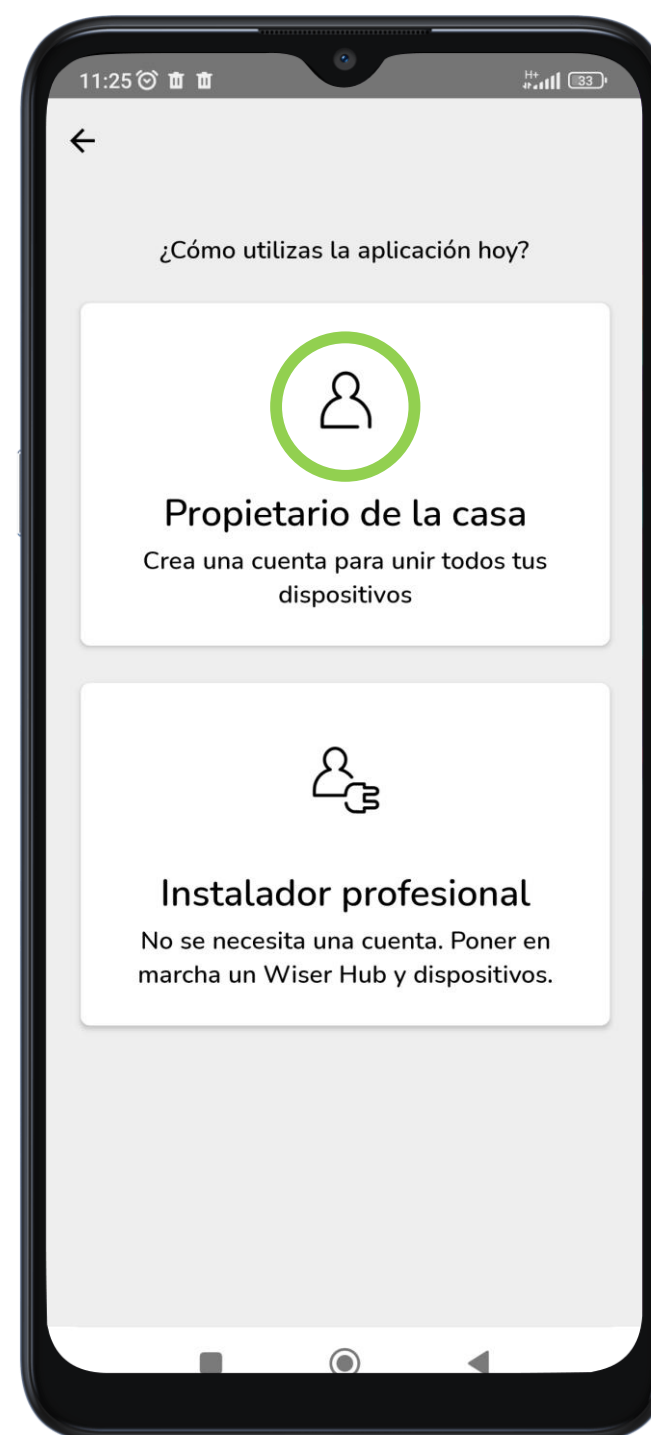 11:25
H+
33
¿Cómo utilizas la aplicación hoy?
Propietario de la casa
Crea una cuenta para unir todos tus
dispositivos
Instalador profesional
No se necesita una cuenta. Poner en
marcha un Wiser Hub y dispositivos.